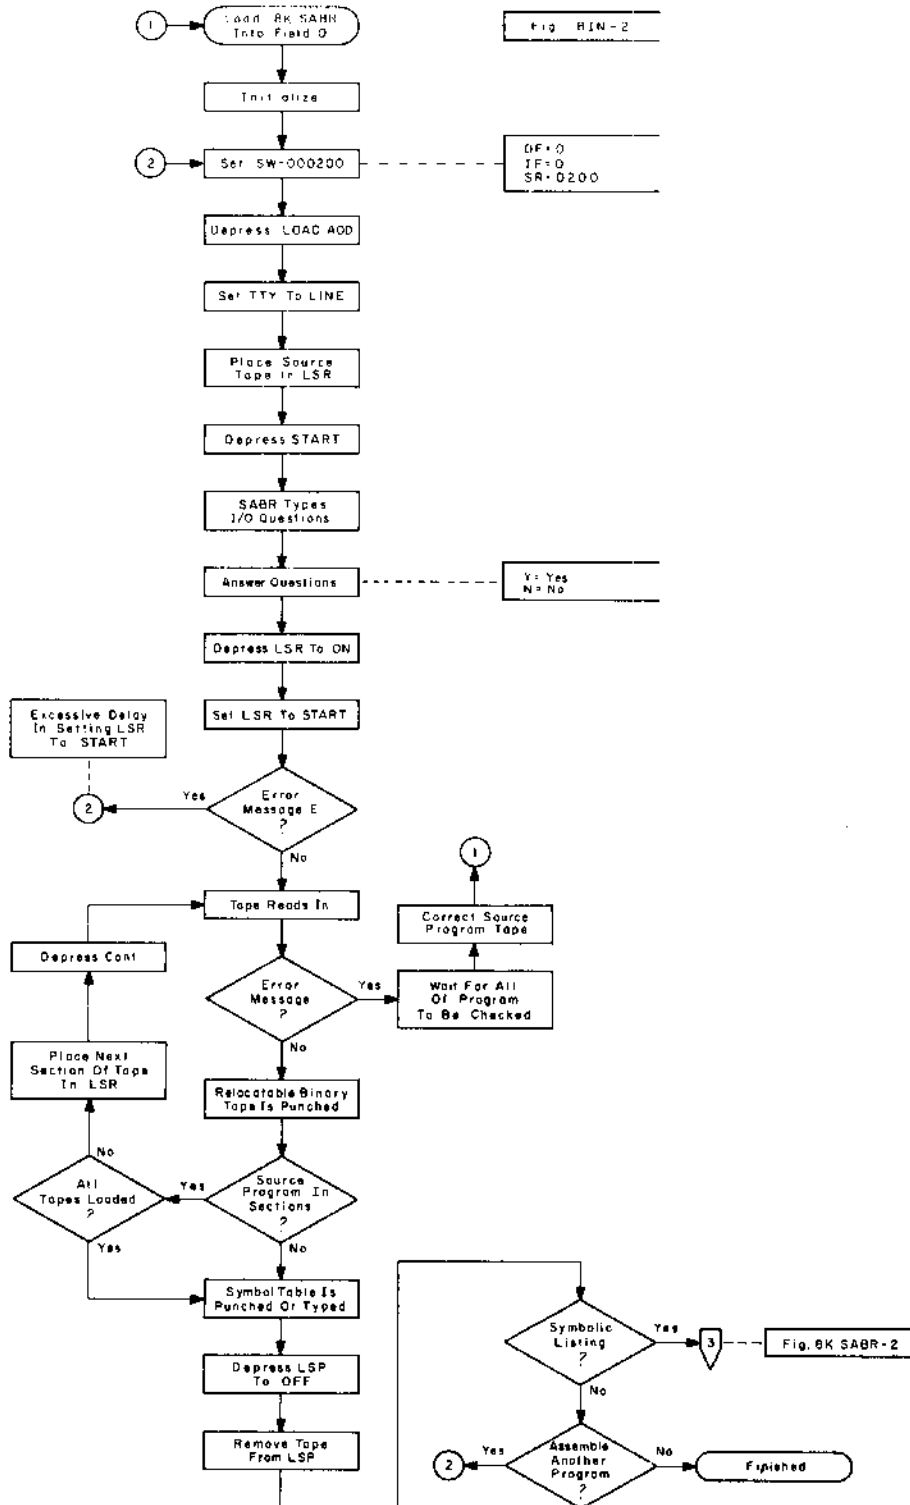 1
Load 8K SABR
Into Field 0
Fig. BIN-2
Initialize
2
Set SW=000200
DF=0
IF=0
SR=0200
Depress LOAD ADD
Set TTY To LINE
Place Source
Tape In LSR
Depress START
SABR Types
I/O Questions
Answer Questions
Y= Yes
N= No
Depress LSR To ON
Set LSR To START
Excessive Delay
In Setting LSR
To START
Yes
2
Error
Message E
?
No
1
Tape Reads In
Correct Source
Program Tape
Depress Cont
Error
Message
?
Yes
Wait For All
Of Program
To Be Checked
No
Place Next
Section Of Tape
In LSR
Relocatable Binary
Tape Is Punched
No
All
Tapes Loaded
?
Yes
Source
Program In
Sections
?
Yes
No
Symbol Table Is
Punched Or Typed
Symbolic
Listing
?
Yes
3
Fig. 8K SABR-2
Depress LSP
To OFF
No
Remove Tape
From LSP
2
Yes
Assemble
Another
Program
?
No
Finished